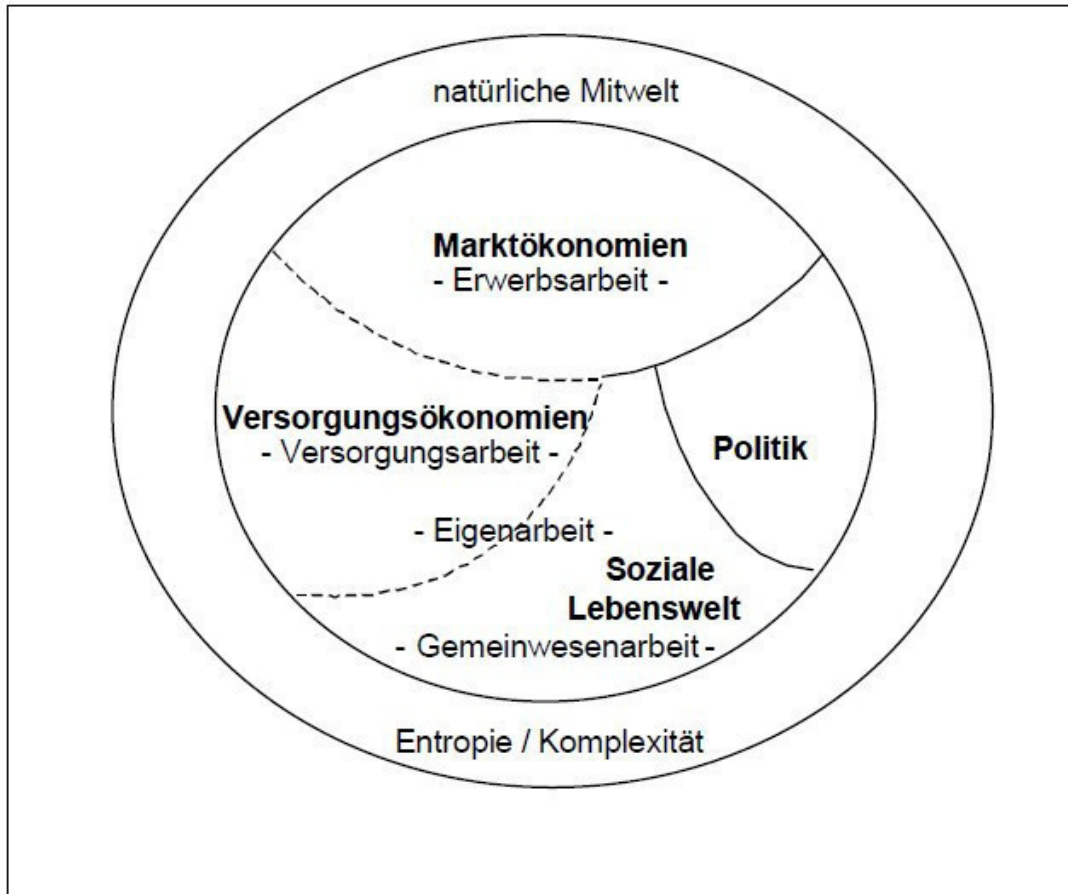 natürliche Mitwelt
Marktökonomien
- Erwerbsarbeit -
Versorgungsökonomien
- Versorgungsarbeit -
Politik
- Eigenarbeit -
Soziale
Lebenswelt
- Gemeinwesenarbeit -
Entropie / Komplexität